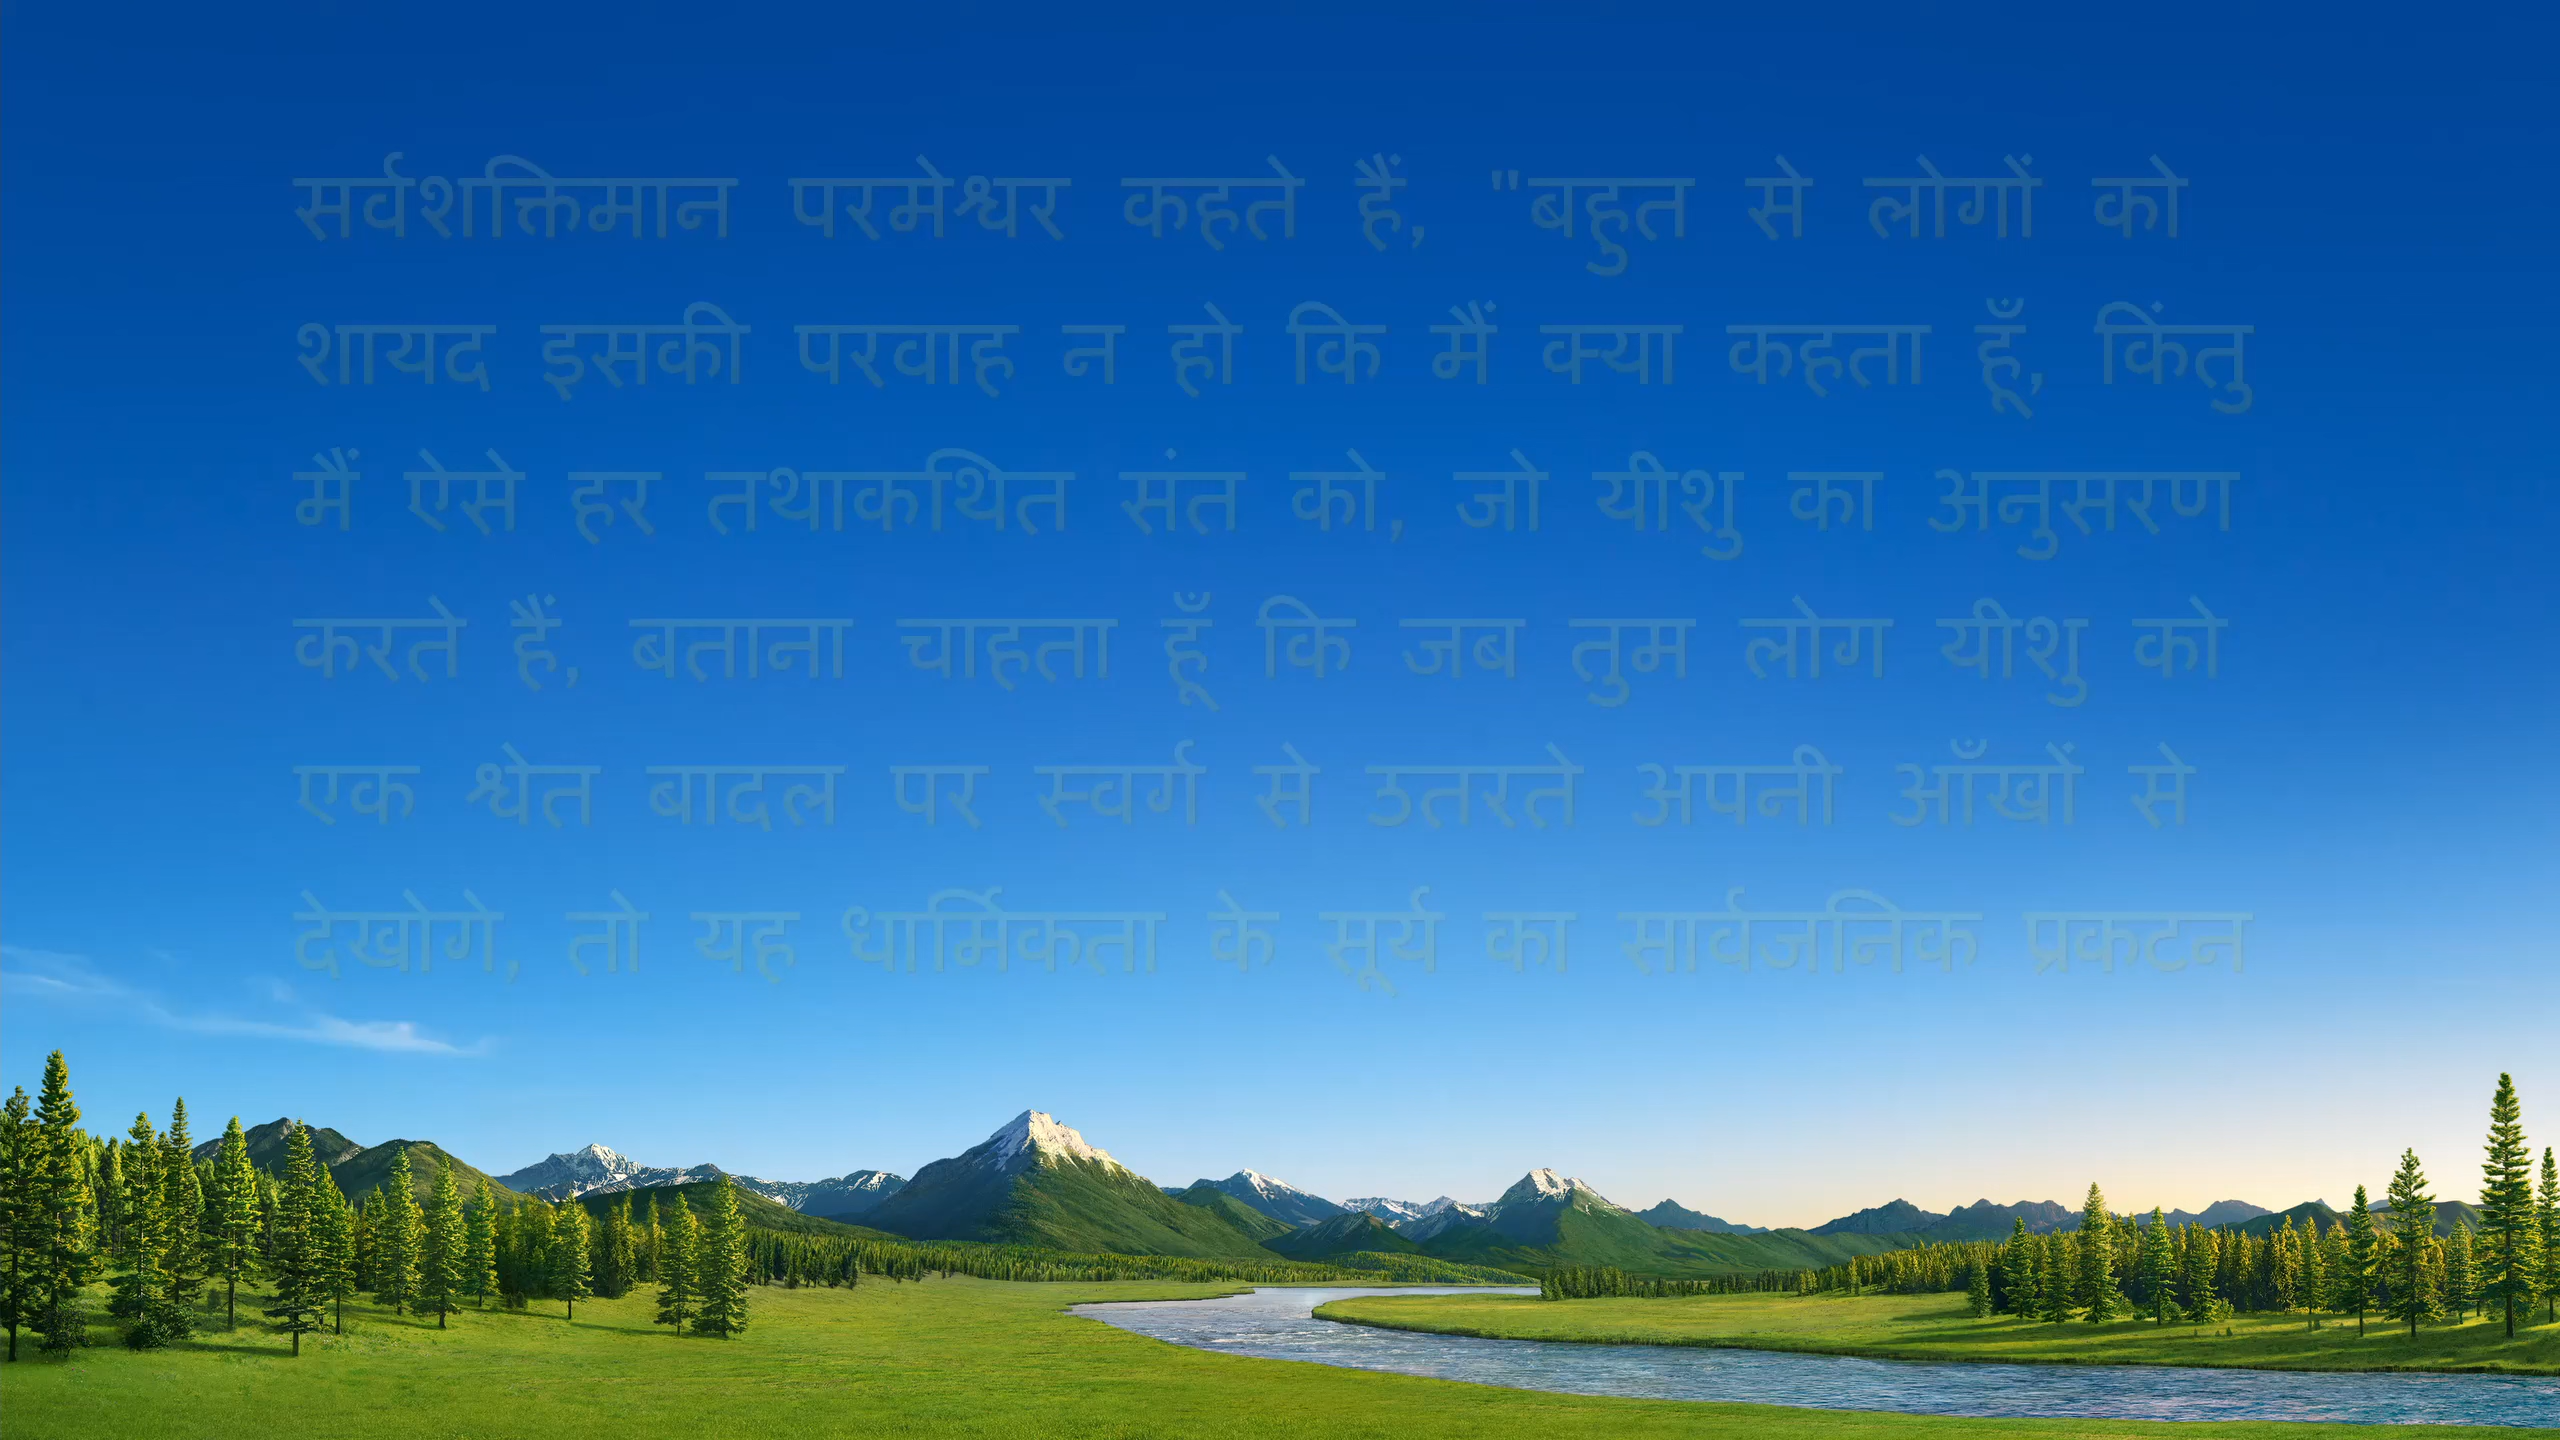 सर्वशक्तिमान परमेश्वर कहते हैं, "बहुत से लोगों को
शायद इसकी परवाह न हो कि मैं क्या कहता हूँ, किंतु
मैं ऐसे हर तथाकथित संत को, जो यीशु का अनुसरण
करते हैं, बताना चाहता हूँ कि जब तुम लोग यीशु को
एक श्वेत बादल पर स्वर्ग से उतरते अपनी आँखों से
देखोगे, तो यह धार्मिकता के सूर्य का सार्वजनिक प्रकटन